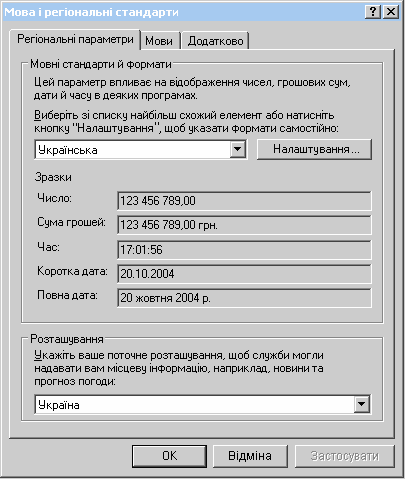 Мова і регіональні стандарти
Регіональні параметри
Мови
Додатково
Мовні стандарти й формати
Цей параметр впливає на відображення чисел, грошових сум,
дати й часу в деяких програмах.
Виберіть зі списку найбільш схожий елемент або натисніть
кнопку "Налаштування", щоб указати формати самостійно:
Українська
Налаштування...
Зразки
Число: 123 456 789,00
Сума грошей: 123 456 789,00 грн.
Час: 17:01:56
Коротка дата: 20.10.2004
Повна дата: 20 жовтня 2004 р.
Розташування
Укажіть ваше поточне розташування, щоб служби могли
надавати вам місцеву інформацію, наприклад, новини та
прогноз погоди:
Україна
OK
Відміна
Застосувати